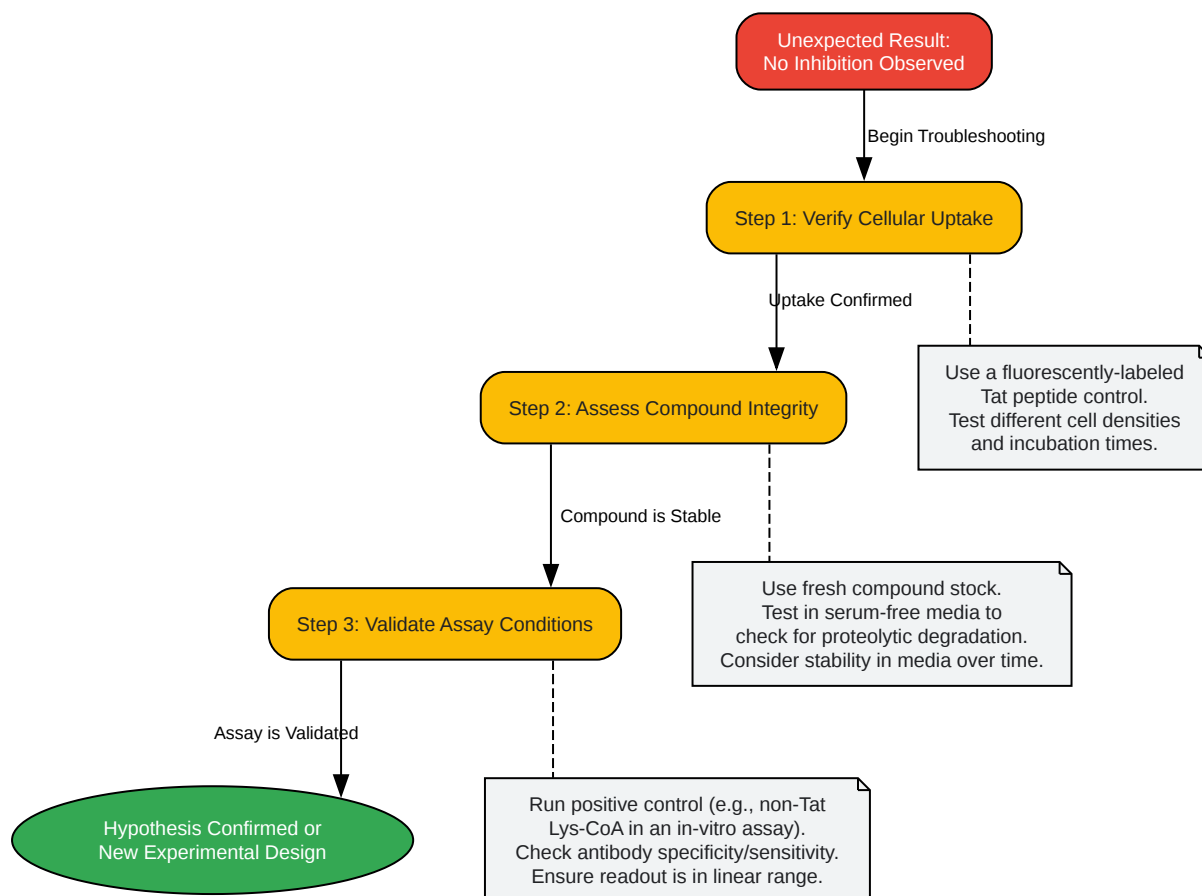 Unexpected Result:
No Inhibition Observed
Begin Troubleshooting
Step 1: Verify Cellular Uptake
Uptake Confirmed
Use a fluorescently-labeled
Tat peptide control.
Test different cell densities
and incubation times.
Step 2: Assess Compound Integrity
Compound is Stable
Use fresh compound stock.
Test in serum-free media to
check for proteolytic degradation.
Consider stability in media over time.
Step 3: Validate Assay Conditions
Assay is Validated
Run positive control (e.g., non-Tat
Lys-CoA in an in-vitro assay).
Check antibody specificity/sensitivity.
Ensure readout is in linear range.
Hypothesis Confirmed or
New Experimental Design